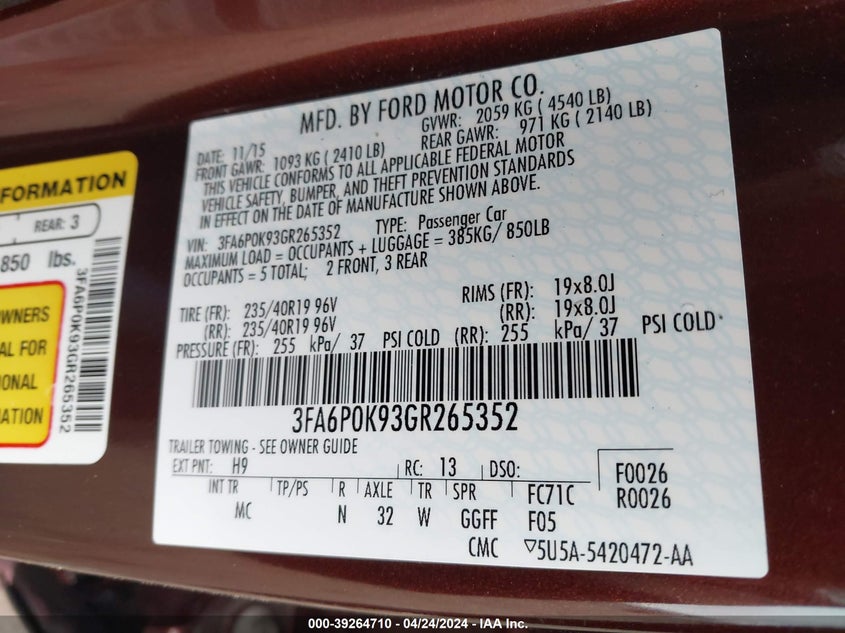 MFD. BY FORD MOTOR CO.
DATE: 11/15 GVWR: 2059 KG ( 4540 LB)
FRONT GAWR: 1093 KG ( 2410 LB) REAR GAWR: 971 KG ( 2140 LB)
THIS VEHICLE CONFORMS TO ALL APPLICABLE FEDERAL MOTOR
VEHICLE SAFETY, BUMPER, AND THEFT PREVENTION STANDARDS
IN EFFECT ON THE DATE OF MANUFACTURE SHOWN ABOVE.
VIN: 3FA6P0K93GR265352 TYPE: Passenger Car
MAXIMUM LOAD = OCCUPANTS + LUGGAGE = 385KG/ 850LB
OCCUPANTS = 5 TOTAL; 2 FRONT, 3 REAR
TIRE (FR): 235/40R19 96V RIMS (FR): 19x8.0J
(RR): 235/40R19 96V (RR): 19x8.0J
PRESSURE (FR): 255 kPa/ 37 PSI COLD (RR): 255 kPa/ 37 PSI COLD
3FA6P0K93GR265352
TRAILER TOWING - SEE OWNER GUIDE
EXT PNT: H9 RC: 13 DSO: F0026
R0026
INT TR TP/PS R AXLE TR SPR FC71C
MC N 32 W GGFF F05
CMC ▽5U5A-5420472-AA
FORMATION
REAR: 3
850 lbs.
3FA6P0K93GR265352
OWNERS
AL FOR
IONAL
MATION
000-39264710 - 04/24/2024 - IAA Inc.